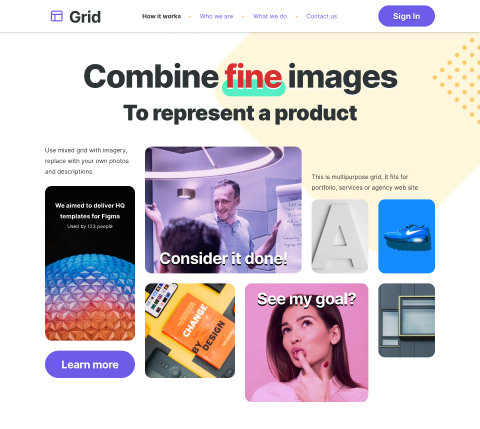 Grid
How it works
Who we are
What we do
Contact us
Sign In
Combine fine images
To represent a product
Use mixed grid with imagery,
replace with your own photos
and descriptions
This is multipurpose grid, it fits for
portfolio, services or agency web site
We aimed to deliver HQ
templates for Figma
Used by 123 people
Consider it done!
A
CHANGE
BY
DESIGN
See my goal?
Learn more